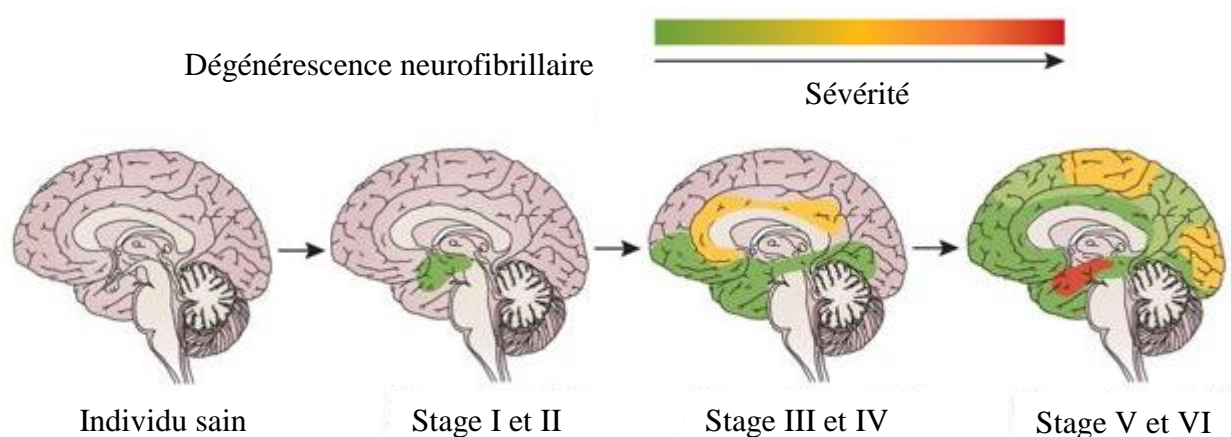 Dégénérescence neurofibrillaire
Sévérité
Individu sain
Stage I et II
Stage III et IV
Stage V et VI